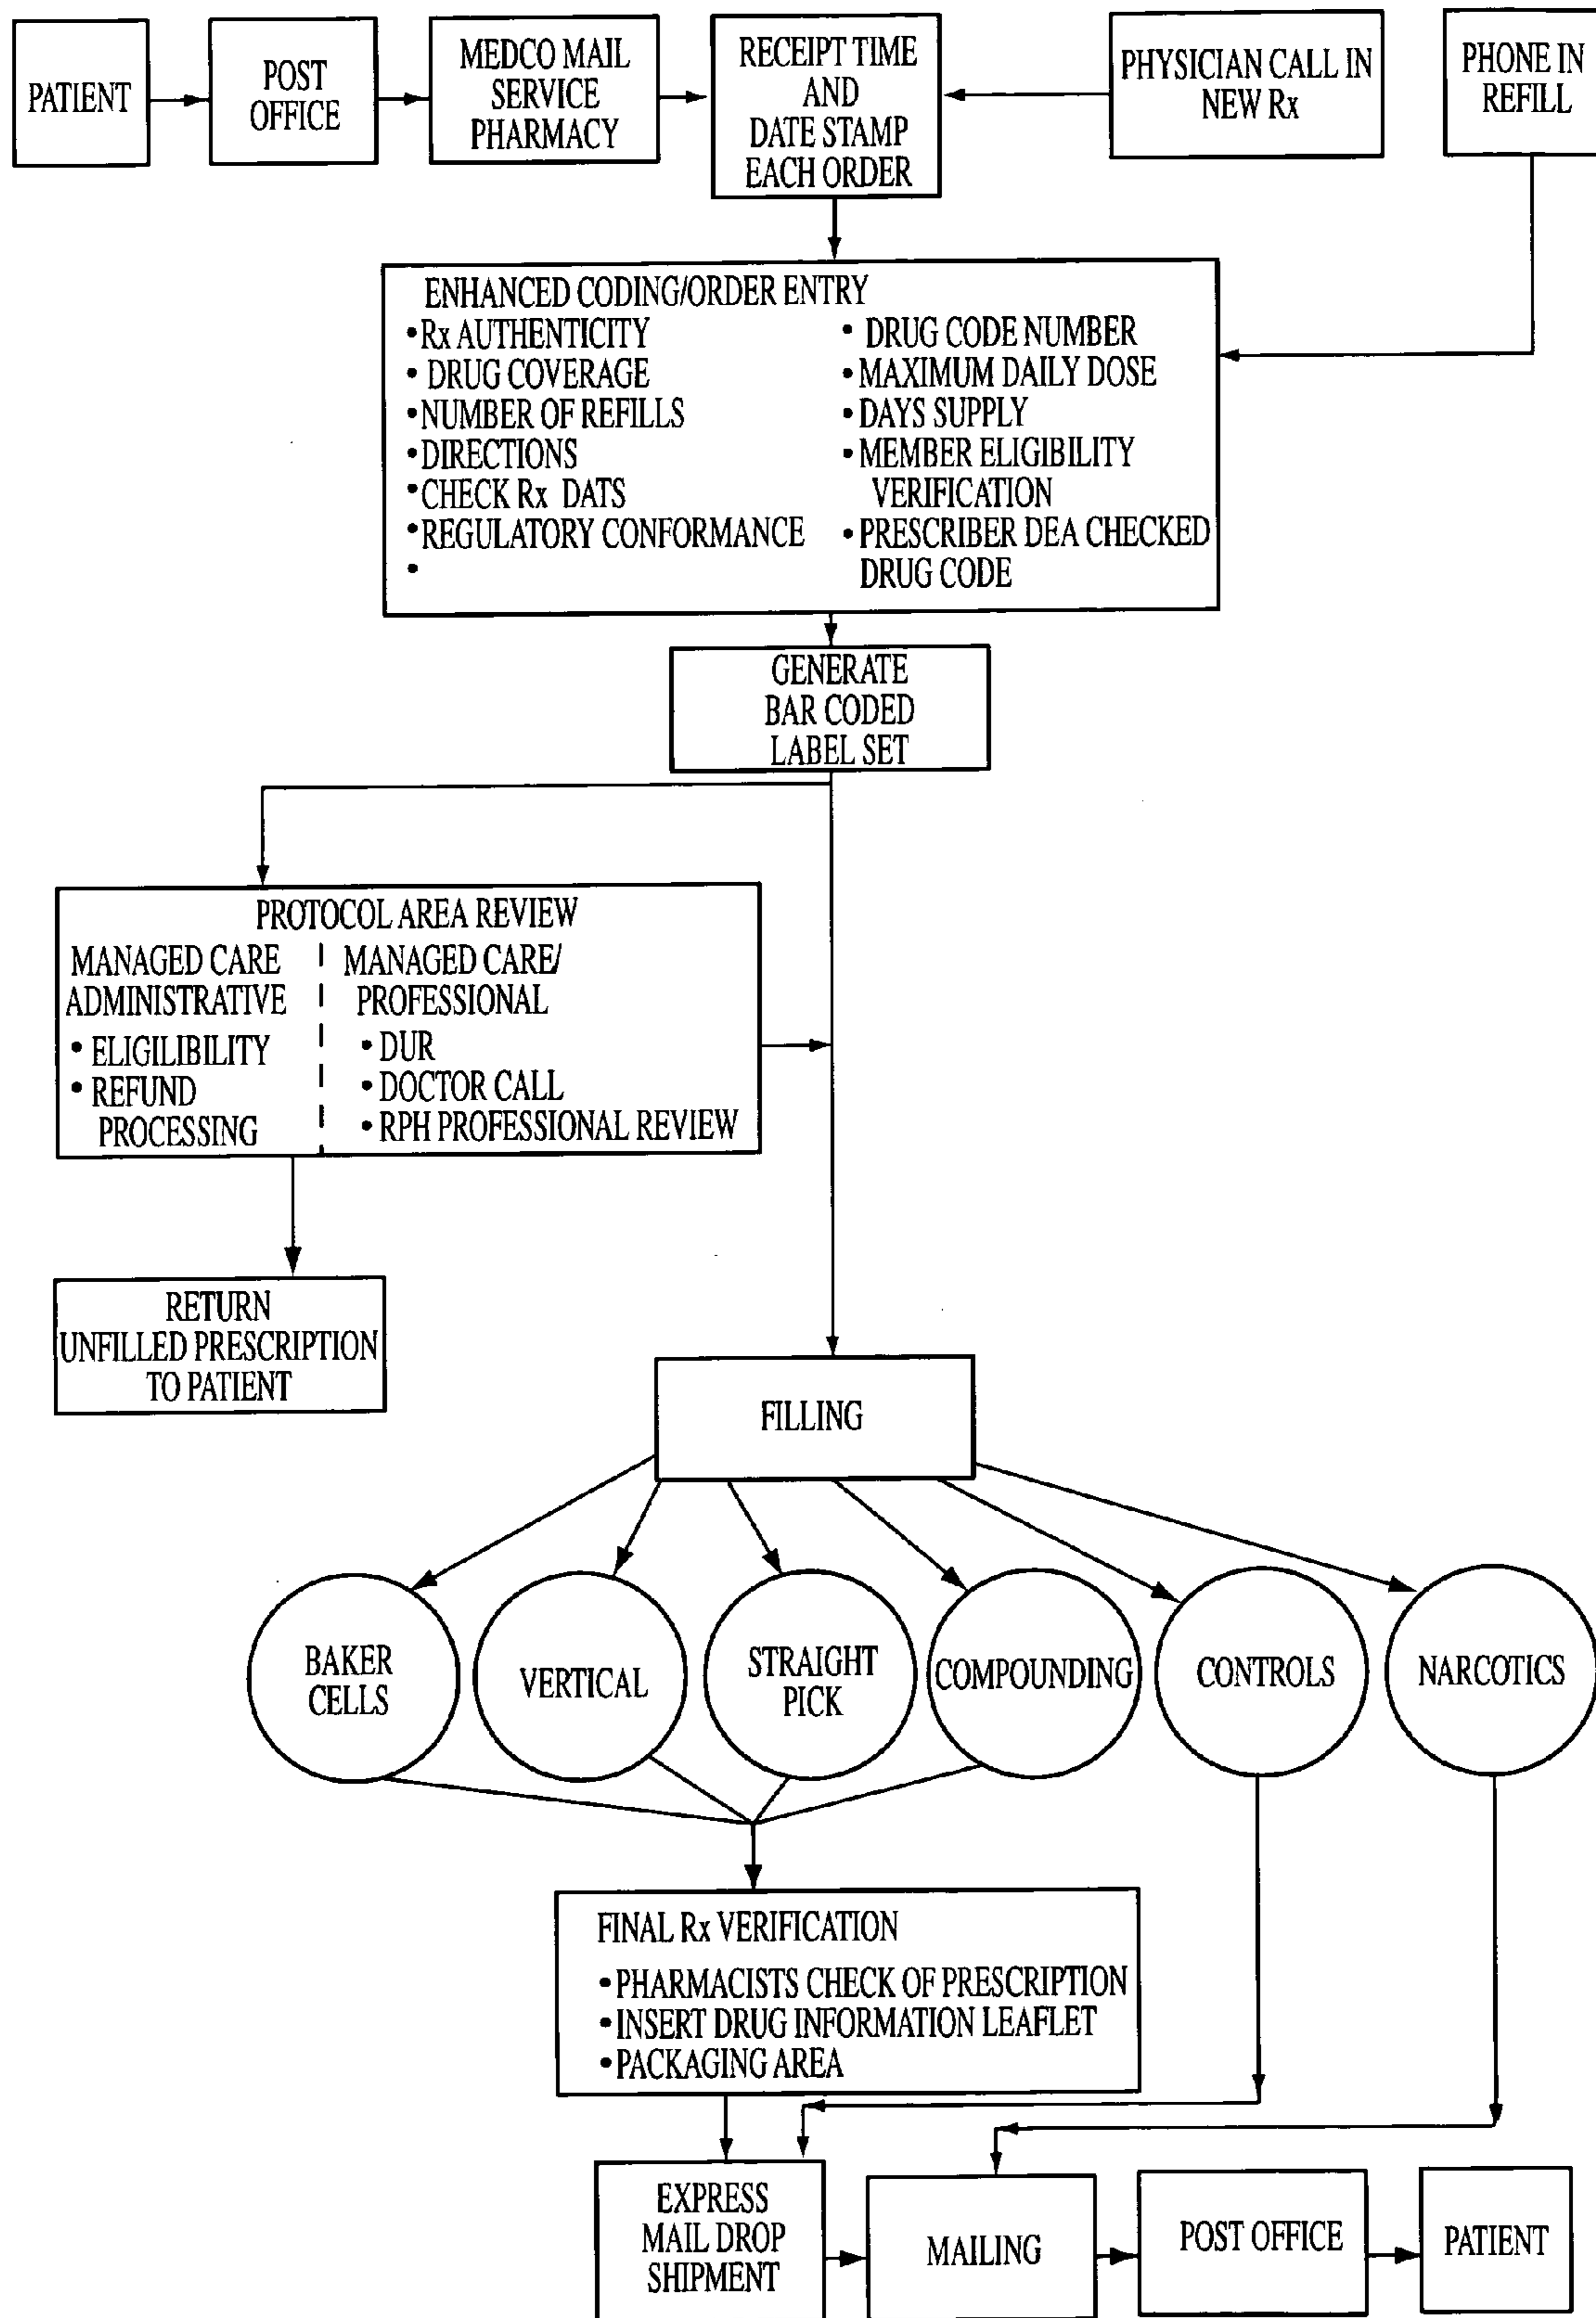 PATIENT
POST
OFFICE
MEDCO MAIL
SERVICE
PHARMACY
RECEIPT TIME
AND
DATE STAMP
EACH ORDER
PHYSICIAN CALL IN
NEW Rx
PHONE IN
REFILL
ENHANCED CODING/ORDER ENTRY
•Rx AUTHENTICITY
• DRUG COVERAGE
•NUMBER OF REFILLS
•DIRECTIONS
•CHECK Rx DATS
•REGULATORY CONFORMANCE
•
• DRUG CODE NUMBER
•MAXIMUM DAILY DOSE
•DAYS SUPPLY
•MEMBER ELIGIBILITY
VERIFICATION
•PRESCRIBER DEA CHECKED
DRUG CODE
GENERATE
BAR CODED
LABEL SET
PROTOCOL AREA REVIEW
MANAGED CARE
ADMINISTRATIVE
• ELIGILIBILITY
• REFUND
PROCESSING
MANAGED CARE/
PROFESSIONAL
• DUR
• DOCTOR CALL
• RPH PROFESSIONAL REVIEW
RETURN
UNFILLED PRESCRIPTION
TO PATIENT
FILLING
BAKER
CELLS
VERTICAL
STRAIGHT
PICK
COMPOUNDING
CONTROLS
NARCOTICS
FINAL Rx VERIFICATION
•PHARMACISTS CHECK OF PRESCRIPTION
•INSERT DRUG INFORMATION LEAFLET
•PACKAGING AREA
EXPRESS
MAIL DROP
SHIPMENT
MAILING
POST OFFICE
PATIENT